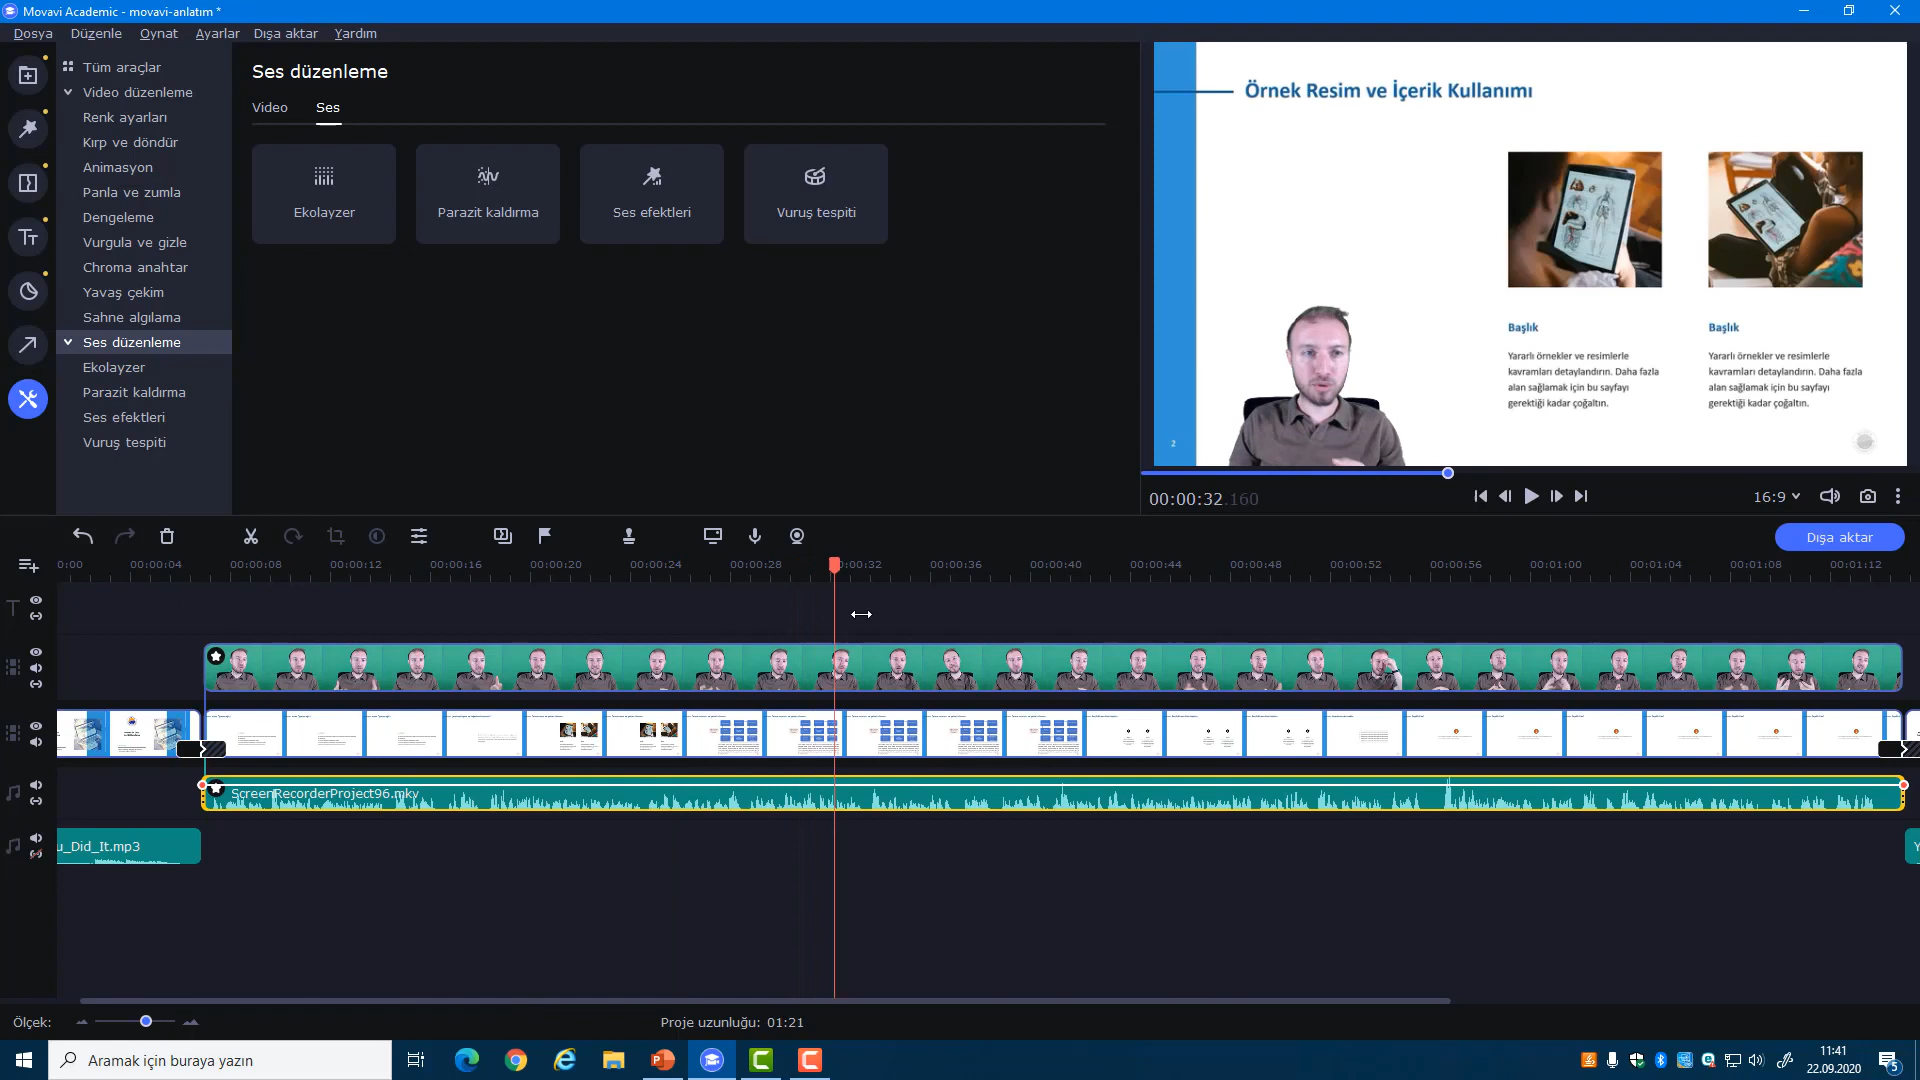 Movavi Academic - movavi-anlatım *
Dosya Düzenle Oynat Ayarlar Dışa aktar Yardım
Tüm araçlar
Video düzenleme
Renk ayarları
Kırp ve döndür
Animasyon
Panla ve zumla
Dengeleme
Vurgula ve gizle
Chroma anahtar
Yavaş çekim
Sahne algılama
Ses düzenleme
Ekolayzer
Parazit kaldırma
Ses efektleri
Vuruş tespiti
Ses düzenleme
Video Ses
Ekolayzer Parazit kaldırma Ses efektleri Vuruş tespiti
Örnek Resim ve İçerik Kullanımı
Başlık
Yararlı örnekler ve resimlerle
kavramları detaylandırın. Daha fazla
alan sağlamak için bu sayfayı
gerektiği kadar çoğaltın.
Başlık
Yararlı örnekler ve resimlerle
kavramları detaylandırın. Daha fazla
alan sağlamak için bu sayfayı
gerektiği kadar çoğaltın.
2
00:00:32.160
16:9
Dışa aktar
0:00 00:00:04 00:00:08 00:00:12 00:00:16 00:00:20 00:00:24 00:00:28 0:00:32 00:00:36 00:00:40 00:00:44 00:00:48 00:00:52 00:00:56 00:01:00 00:01:04 00:01:08 00:01:12
ScreenRecorderProject96.mkv
u_Did_It.mp3
Y
Ölçek:
Proje uzunluğu: 01:21
Aramak için buraya yazın
11:41
22.09.2020
5